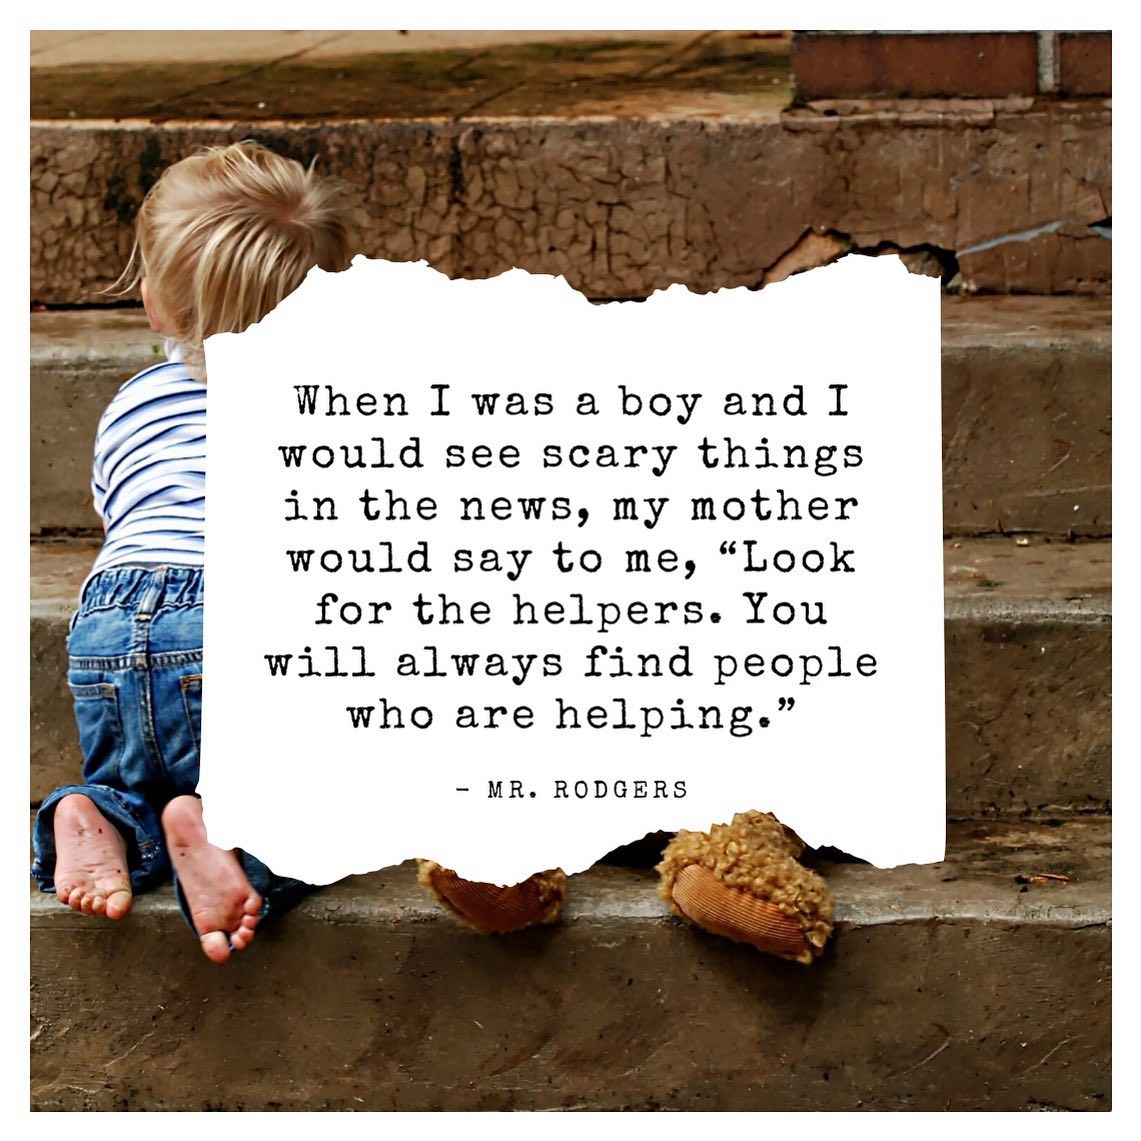 When I was a boy and I
would see scary things
in the news, my mother
would say to me, “Look
for the helpers. You
will always find people
who are helping.”
– MR. RODGERS